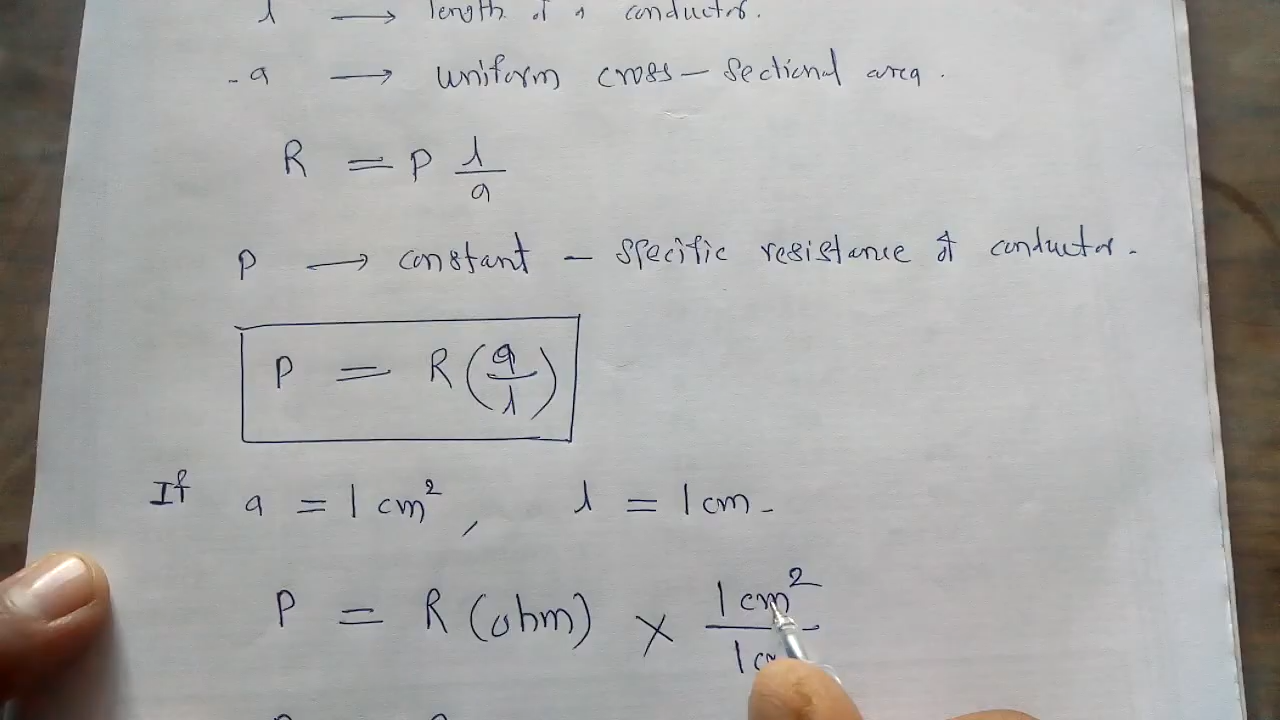 l → length of a conductor.
- a → uniform cross - sectional area.
R = P l/a
P → constant - specific resistance of conductor.
P = R(a/l)
If a = 1 cm², l = 1 cm -
P = R (ohm) × 1 cm²/1 c